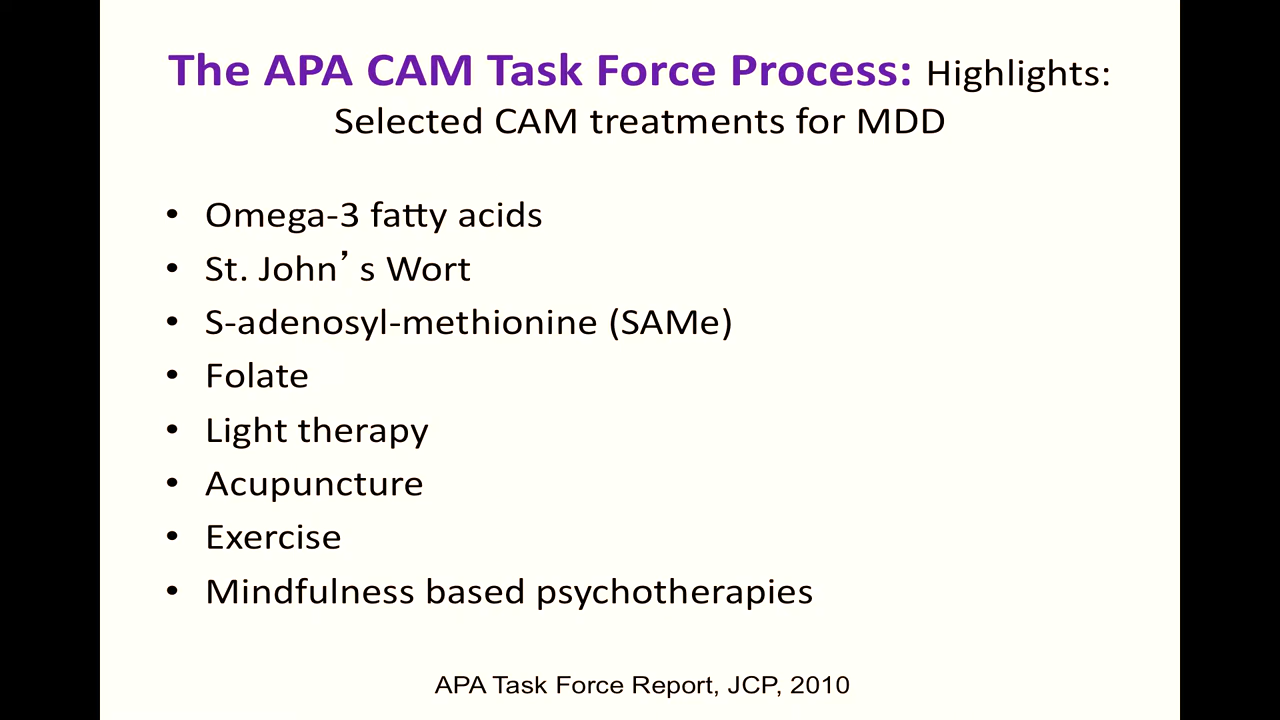 The APA CAM Task Force Process: Highlights:
Selected CAM treatments for MDD
• Omega-3 fatty acids
• St. John’s Wort
• S-adenosyl-methionine (SAMe)
• Folate
• Light therapy
• Acupuncture
• Exercise
• Mindfulness based psychotherapies
APA Task Force Report, JCP, 2010